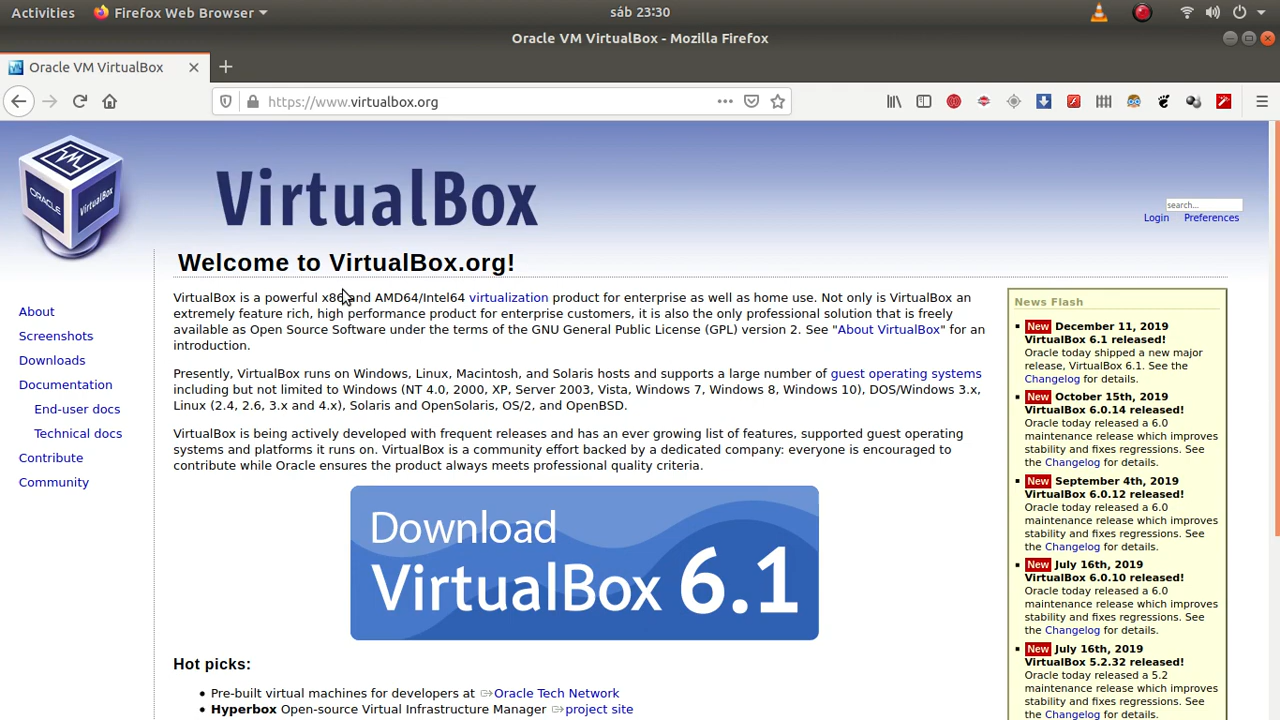 Activities Firefox Web Browser sáb 23:30
Oracle VM VirtualBox - Mozilla Firefox
Oracle VM VirtualBox
https://www.virtualbox.org
ORACLE VirtualBox
VirtualBox
search...
Login Preferences
Welcome to VirtualBox.org!
About
Screenshots
Downloads
Documentation
End-user docs
Technical docs
Contribute
Community
VirtualBox is a powerful x86 and AMD64/Intel64 virtualization product for enterprise as well as home use. Not only is VirtualBox an
extremely feature rich, high performance product for enterprise customers, it is also the only professional solution that is freely
available as Open Source Software under the terms of the GNU General Public License (GPL) version 2. See "About VirtualBox" for an
introduction.
Presently, VirtualBox runs on Windows, Linux, Macintosh, and Solaris hosts and supports a large number of guest operating systems
including but not limited to Windows (NT 4.0, 2000, XP, Server 2003, Vista, Windows 7, Windows 8, Windows 10), DOS/Windows 3.x,
Linux (2.4, 2.6, 3.x and 4.x), Solaris and OpenSolaris, OS/2, and OpenBSD.
VirtualBox is being actively developed with frequent releases and has an ever growing list of features, supported guest operating
systems and platforms it runs on. VirtualBox is a community effort backed by a dedicated company: everyone is encouraged to
contribute while Oracle ensures the product always meets professional quality criteria.
Download
VirtualBox 6.1
Hot picks:
• Pre-built virtual machines for developers at Oracle Tech Network
• Hyperbox Open-source Virtual Infrastructure Manager project site
News Flash
New December 11, 2019
VirtualBox 6.1 released!
Oracle today shipped a new major
release, VirtualBox 6.1. See the
Changelog for details.
New October 15th, 2019
VirtualBox 6.0.14 released!
Oracle today released a 6.0
maintenance release which improves
stability and fixes regressions. See
the Changelog for details.
New September 4th, 2019
VirtualBox 6.0.12 released!
Oracle today released a 6.0
maintenance release which improves
stability and fixes regressions. See
the Changelog for details.
New July 16th, 2019
VirtualBox 6.0.10 released!
Oracle today released a 6.0
maintenance release which improves
stability and fixes regressions. See
the Changelog for details.
New July 16th, 2019
VirtualBox 5.2.32 released!
Oracle today released a 5.2
maintenance release which improves
stability and fixes regressions. See
the Changelog for details.